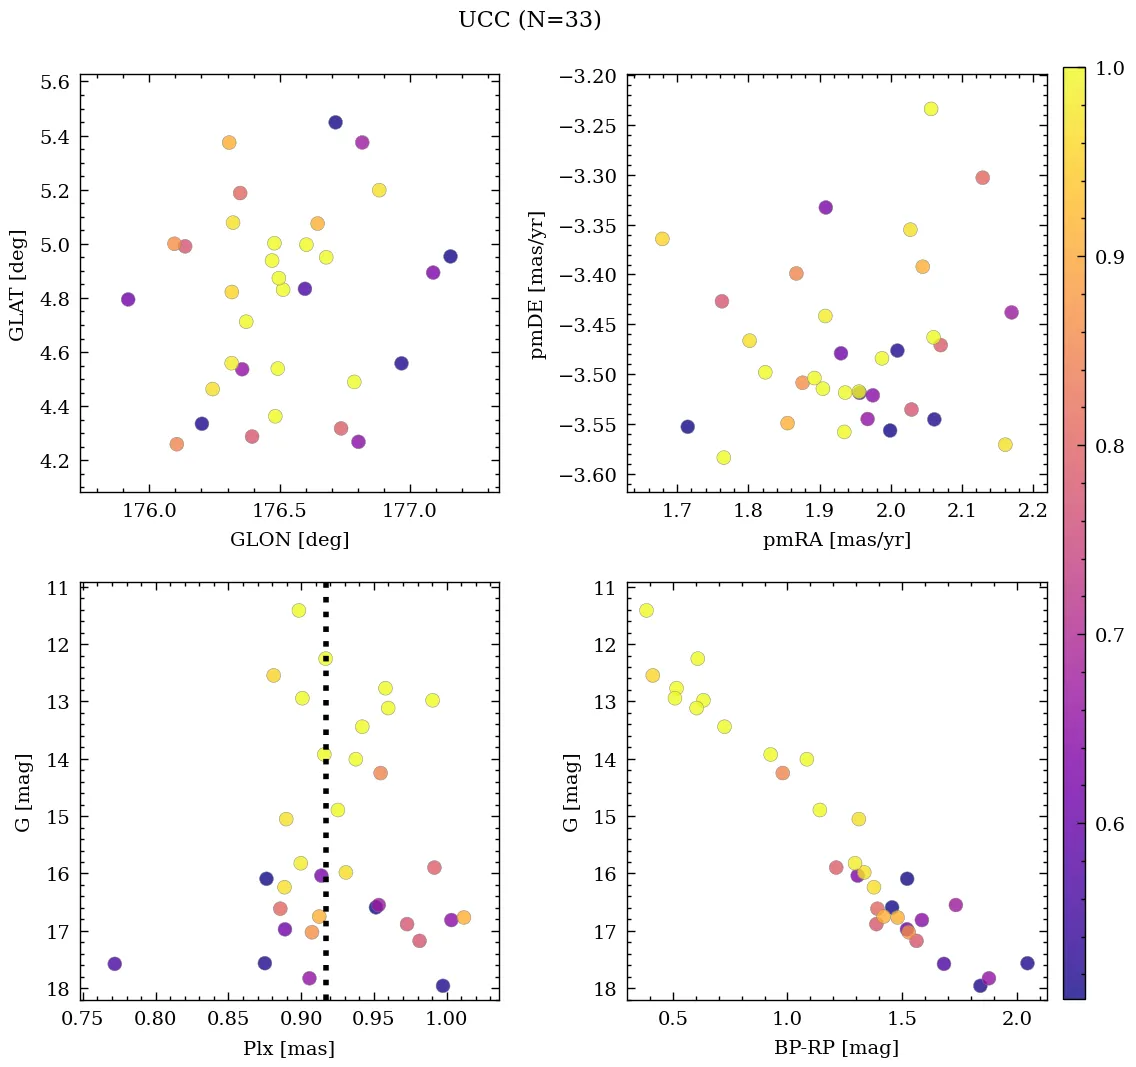 UCC (N=33)
5.6
5.4
5.2
5.0
4.8
4.6
4.4
4.2
GLAT [deg]
176.0 176.5 177.0
GLON [deg]
−3.20
−3.25
−3.30
−3.35
−3.40
−3.45
−3.50
−3.55
−3.60
pmDE [mas/yr]
1.7 1.8 1.9 2.0 2.1 2.2
pmRA [mas/yr]
1.0
0.9
0.8
0.7
0.6
11
12
13
14
15
16
17
18
G [mag]
0.75 0.80 0.85 0.90 0.95 1.00
Plx [mas]
11
12
13
14
15
16
17
18
G [mag]
0.5 1.0 1.5 2.0
BP-RP [mag]